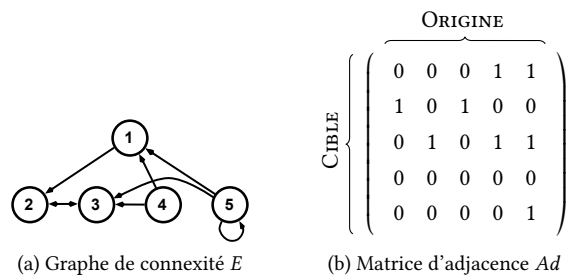 ORIGINE
CIBLE
0 0 0 1 1
1 0 1 0 0
0 1 0 1 1
0 0 0 0 0
0 0 0 0 1
1
2 3 4 5
(a) Graphe de connexité E
(b) Matrice d'adjacence Ad